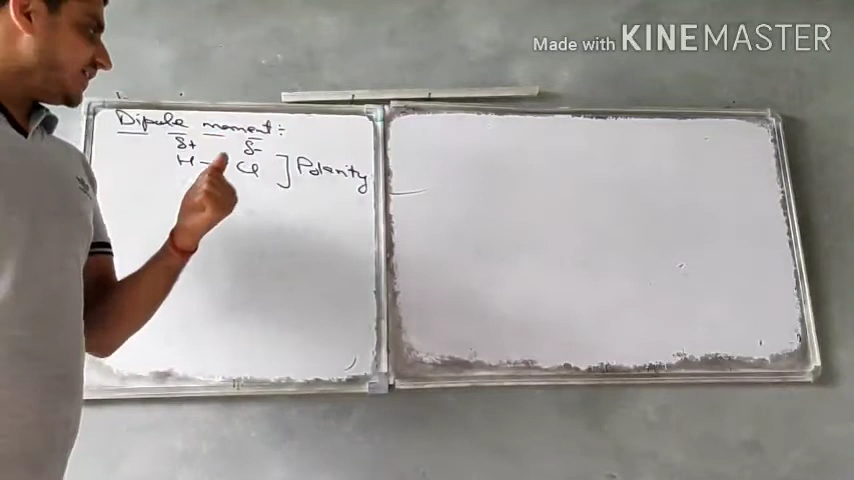 Made with KINEMASTER
Dipole moment :-
δ+ δ-
H - Cl ] Polarity